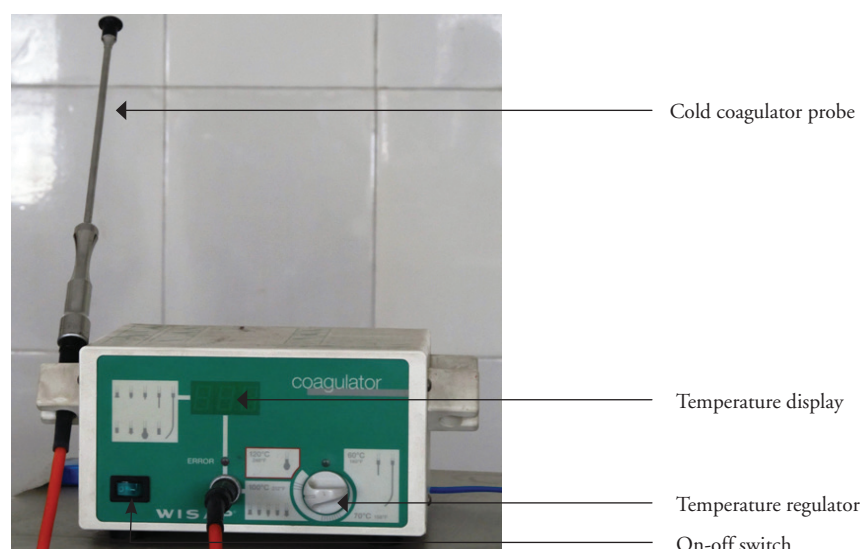 Cold coagulator probe
coagulator
Temperature display
ERROR
120°C
60°C
100°C
Temperature regulator
70°C
WISAP
On-off switch